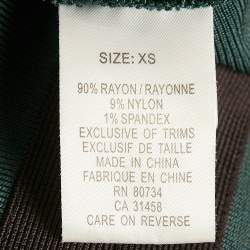 SIZE: XS
90% RAYON/RAYONNE
9% NYLON
1% SPANDEX
EXCLUSIVE OF TRIMS
EXCLUSIF DE TAILLE
MADE IN CHINA
FABRIQUE EN CHINE
RN 80734
CA 31458
CARE ON REVERSE